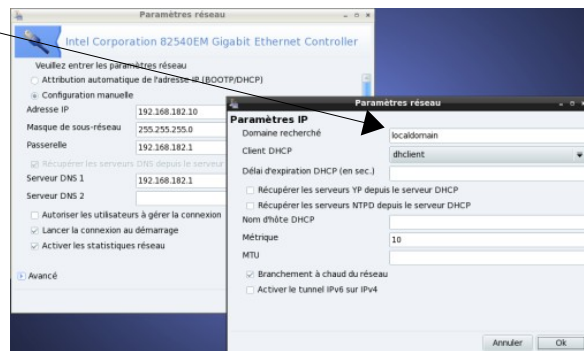 Paramètres réseau
Intel Corporation 82540EM Gigabit Ethernet Controller
Veuillez entrer les paramètres réseau
Attribution automatique de l'adresse IP (BOOTP/DHCP)
Configuration manuelle
Adresse IP 192.168.182.10
Masque de sous-réseau 255.255.255.0
Passerelle 192.168.182.1
Récupérer les serveurs DNS depuis le serveur
Serveur DNS 1 192.168.182.1
Serveur DNS 2
Autoriser les utilisateurs à gérer la connexion
Lancer la connexion au démarrage
Activer les statistiques réseau
Avancé
Paramètres réseau
Paramètres IP
Domaine recherché localdomain
Client DHCP dhclient
Délai d'expiration DHCP (en sec.)
Récupérer les serveurs YP depuis le serveur DHCP
Récupérer les serveurs NTPD depuis le serveur DHCP
Nom d'hôte DHCP
Métrique 10
MTU
Branchement à chaud du réseau
Activer le tunnel IPv6 sur IPv4
Annuler Ok